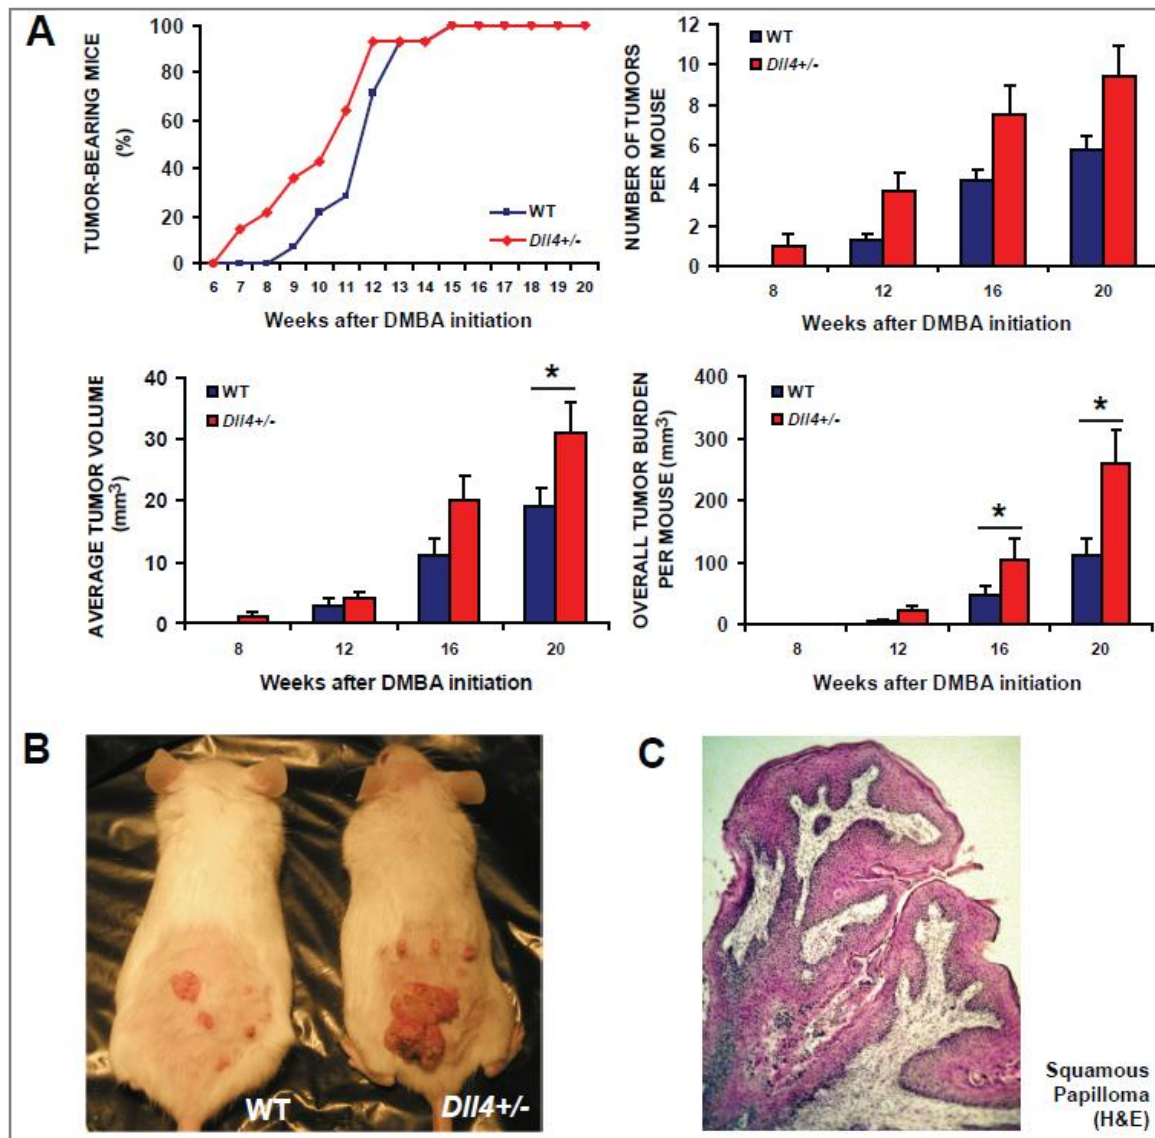 A
TUMOR-BEARING MICE
(%)
100
80
60
40
20
0
WT
Dll4+/-
6 7 8 9 10 11 12 13 14 15 16 17 18 19 20
Weeks after DMBA initiation
NUMBER OF TUMORS
PER MOUSE
12
10
8
6
4
2
0
WT
Dll4+/-
8 12 16 20
Weeks after DMBA initiation
AVERAGE TUMOR VOLUME
(mm3)
40
30
20
10
0
WT
Dll4+/-
*
8 12 16 20
Weeks after DMBA initiation
OVERALL TUMOR BURDEN
PER MOUSE (mm3)
400
300
200
100
0
WT
Dll4+/-
*
*
8 12 16 20
Weeks after DMBA initiation
B
WT
Dll4+/-
C
Squamous
Papilloma
(H&E)